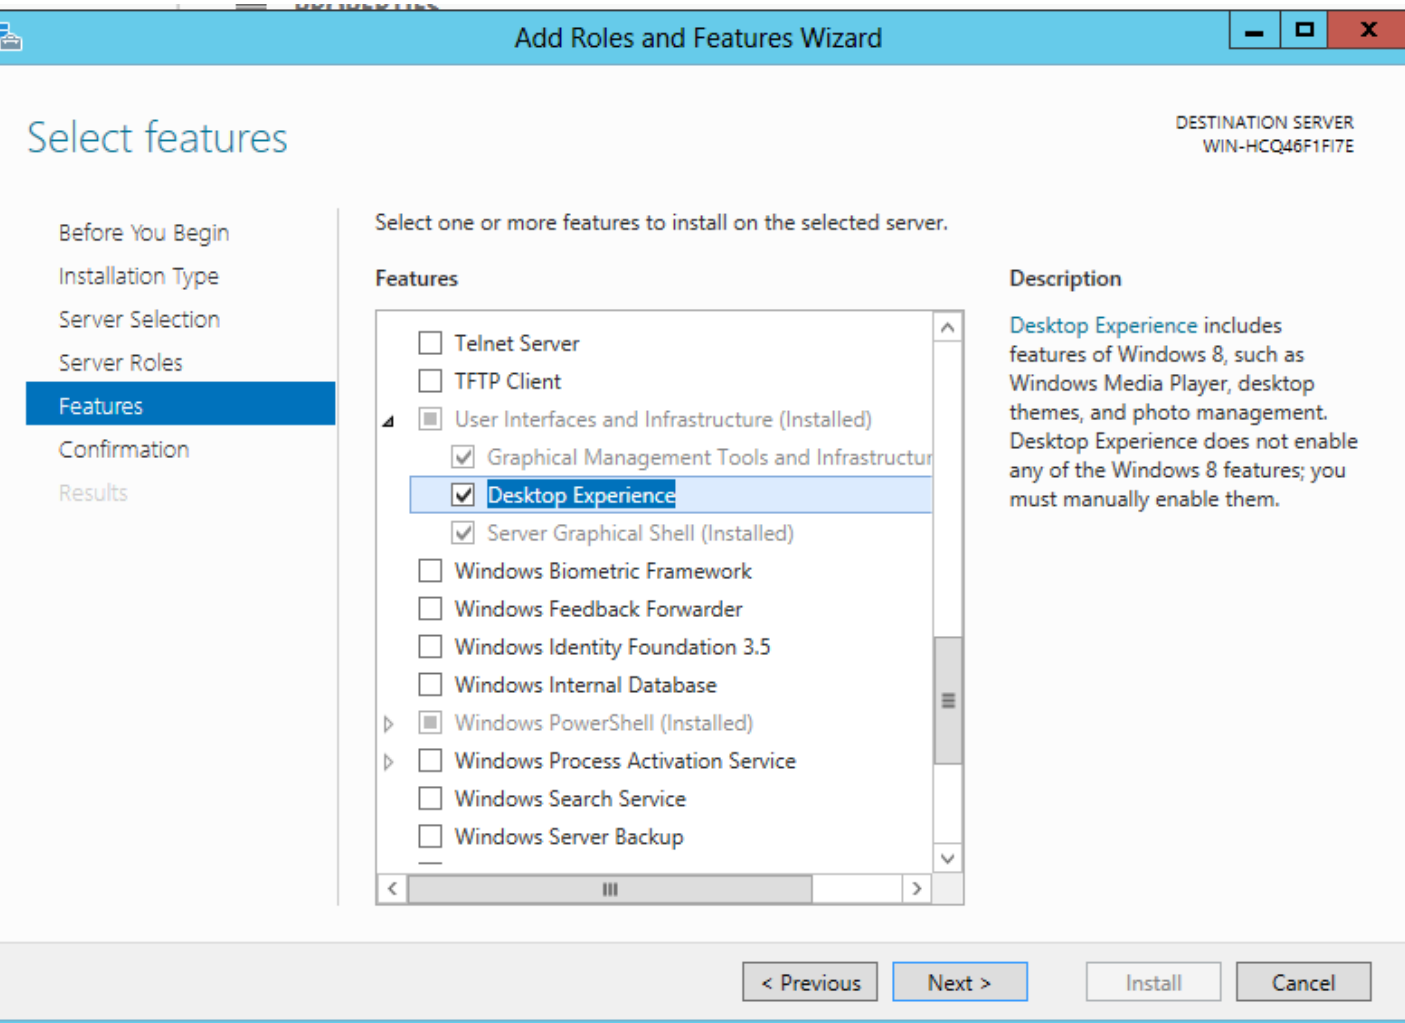 PROPERTIES
Add Roles and Features Wizard
Select features
DESTINATION SERVER
WIN-HCQ46F1FI7E
Before You Begin
Installation Type
Server Selection
Server Roles
Features
Confirmation
Results
Select one or more features to install on the selected server.
Features
Telnet Server
TFTP Client
User Interfaces and Infrastructure (Installed)
Graphical Management Tools and Infrastructur
Desktop Experience
Server Graphical Shell (Installed)
Windows Biometric Framework
Windows Feedback Forwarder
Windows Identity Foundation 3.5
Windows Internal Database
Windows PowerShell (Installed)
Windows Process Activation Service
Windows Search Service
Windows Server Backup
Description
Desktop Experience includes
features of Windows 8, such as
Windows Media Player, desktop
themes, and photo management.
Desktop Experience does not enable
any of the Windows 8 features; you
must manually enable them.
< Previous
Next >
Install
Cancel